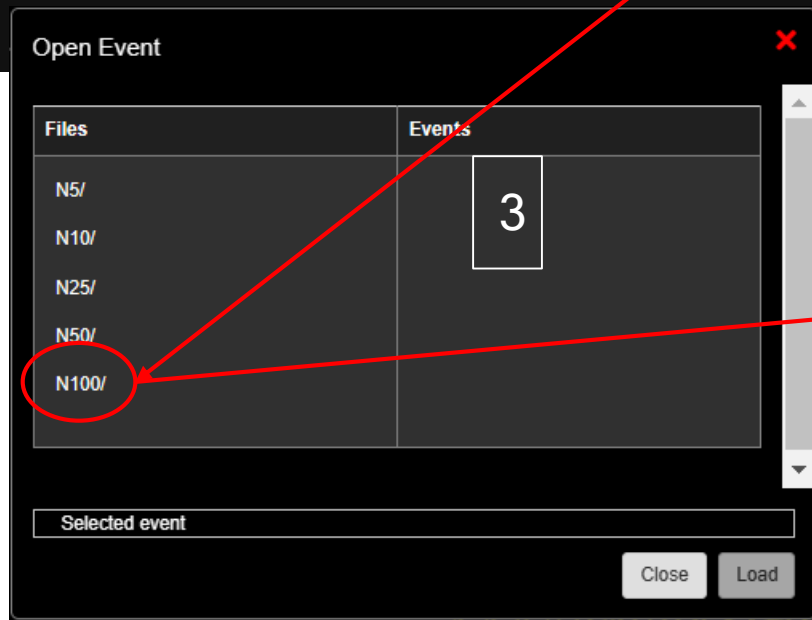 Open Event
Files Events
N5/
3
N10/
N25/
N50/
N100/
Selected event
Close Load